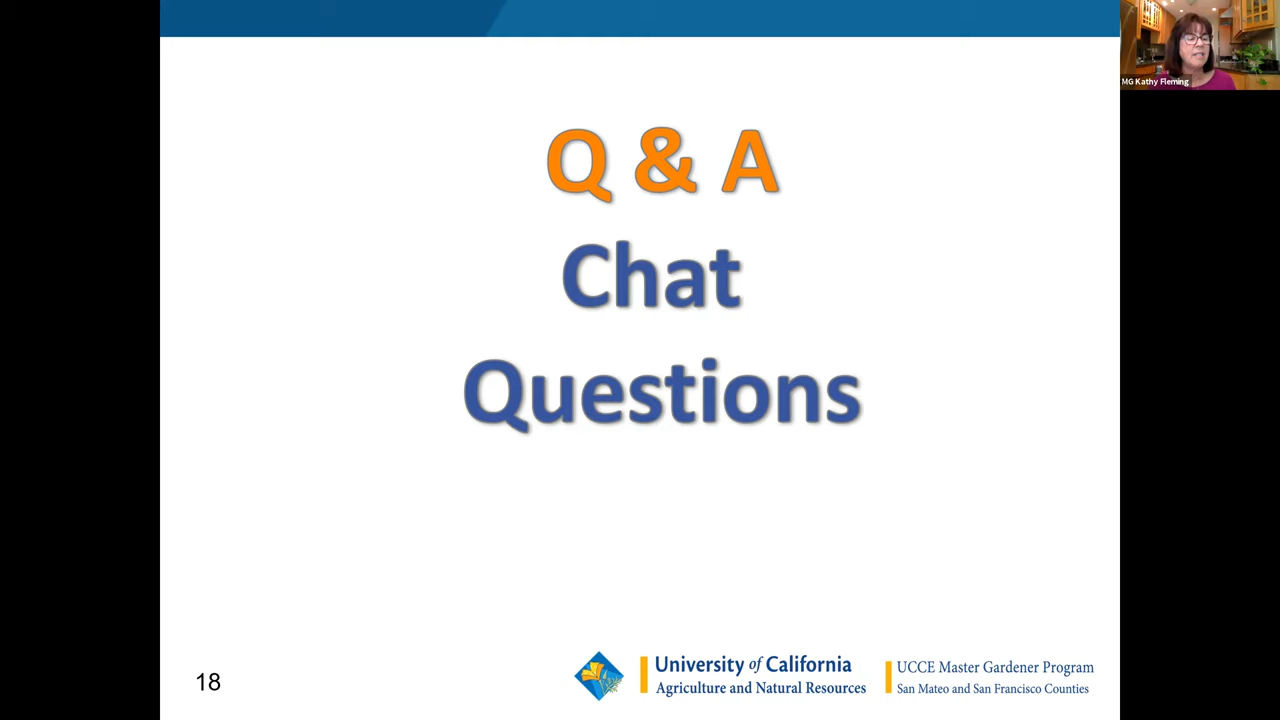 MG Kathy Fleming
Q & A
Chat
Questions
18
University of California
Agriculture and Natural Resources
UCCE Master Gardener Program
San Mateo and San Francisco Counties